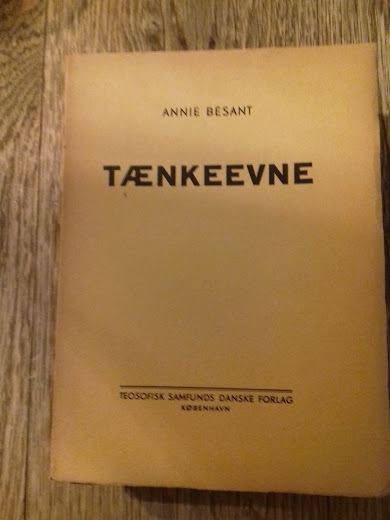 ANNIE BESANT
TÆNKEEVNE
TEOSOFISK SAMFUNDS DANSKE FORLAG
KØBENHAVN